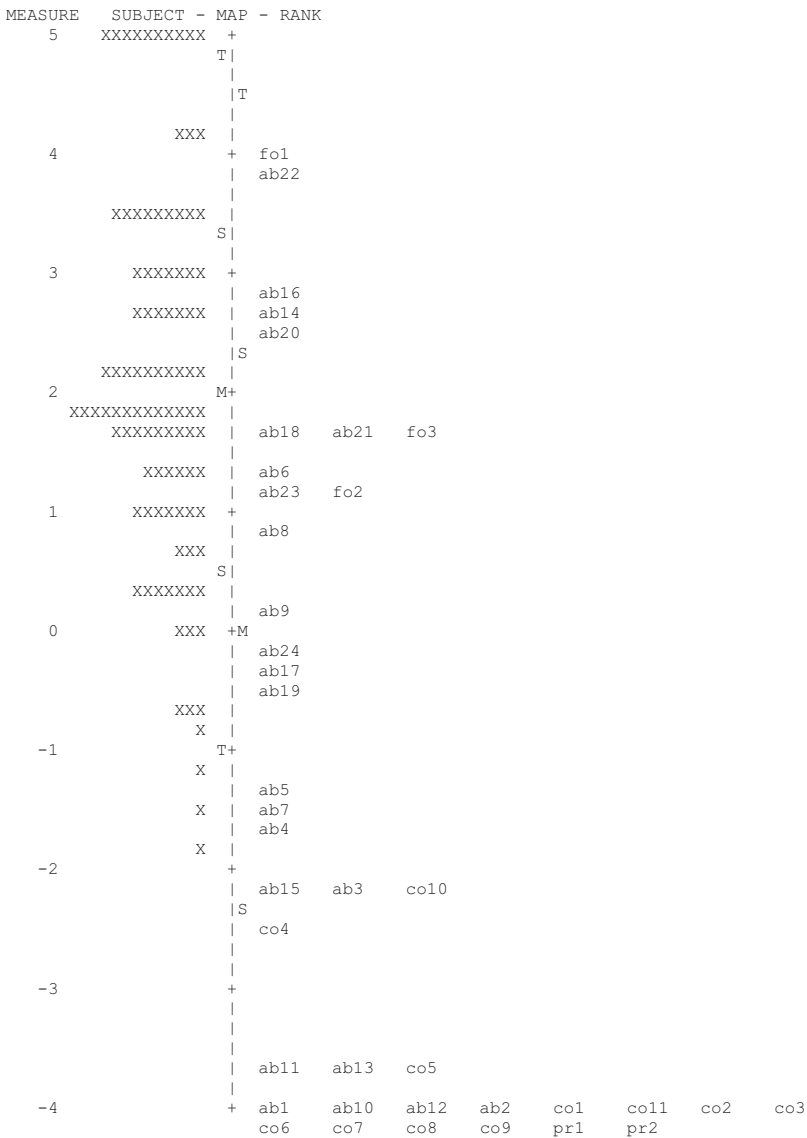 MEASURE   SUBJECT - MAP - RANK
    5    XXXXXXXXXX  +
                    T|
                     |
                     |T
                     |
                XXX  |
    4                +  fo1
                     |  ab22
                     |
          XXXXXXXXX  |
                    S|
                     |
    3       XXXXXXX  +
                     |  ab16
            XXXXXXX  |  ab14
                     |  ab20
                     |S
         XXXXXXXXXX  |
    2               M+
      XXXXXXXXXXXXX  |
          XXXXXXXXX  |  ab18   ab21   fo3
                     |
             XXXXXX  |  ab6
                     |  ab23   fo2
    1       XXXXXXX  +
                     |  ab8
                XXX  |
                    S|
            XXXXXXX  |
                     |  ab9
    0           XXX  +M
                     |  ab24
                     |  ab17
                     |  ab19
                XXX  |
                  X  |
   -1               T+
                  X  |
                     |  ab5
                  X  |  ab7
                     |  ab4
                  X  |
   -2                +
                     |  ab15   ab3    co10
                     |S
                     |  co4
                     |
                     |
   -3                +
                     |
                     |
                     |
                     |  ab11   ab13   co5
                     |
   -4                +  ab1    ab10   ab12   ab2    co1    co11   co2    co3
                        co6    co7    co8    co9    pr1    pr2